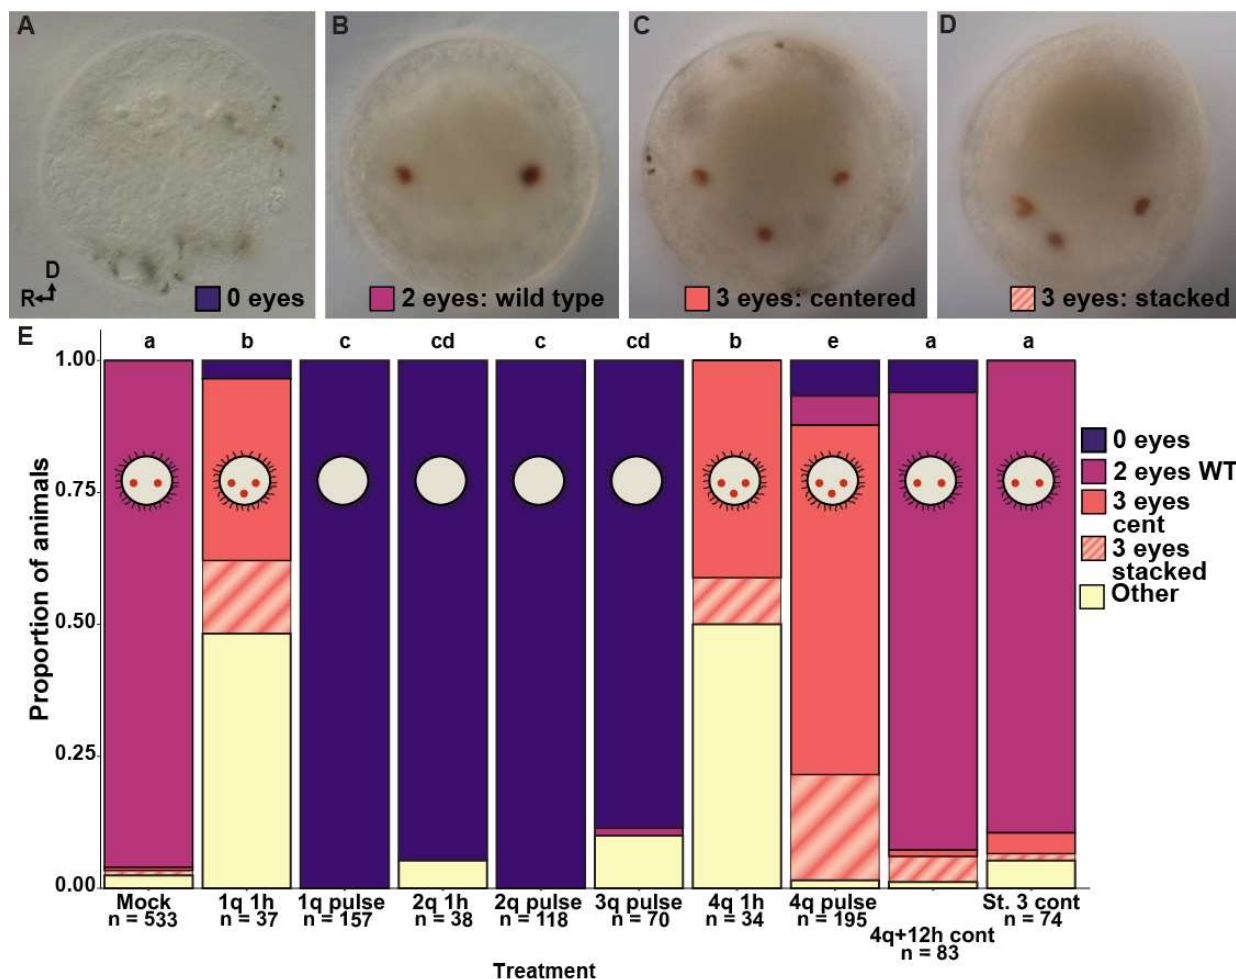 A
B
C
D
D
R
0 eyes
2 eyes: wild type
3 eyes: centered
3 eyes: stacked
E
a
b
c
cd
c
cd
b
e
a
a
1.00
0.75
0.50
0.25
0.00
Proportion of animals
0 eyes
2 eyes WT
3 eyes
cent
3 eyes
stacked
Other
Mock
n = 533
1q 1h
n = 37
1q pulse
n = 157
2q 1h
n = 38
2q pulse
n = 118
3q pulse
n = 70
4q 1h
n = 34
4q pulse
n = 195
4q+12h cont
n = 83
St. 3 cont
n = 74
Treatment